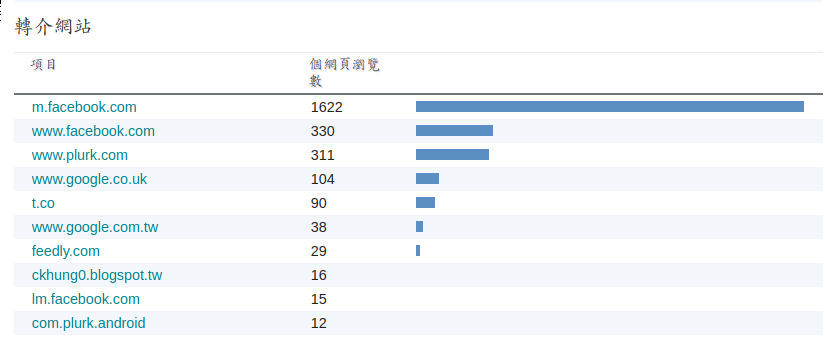 轉介網站
項目 個網頁瀏覽
數
m.facebook.com 1622
www.facebook.com 330
www.plurk.com 311
www.google.co.uk 104
t.co 90
www.google.com.tw 38
feedly.com 29
ckhung0.blogspot.tw 16
lm.facebook.com 15
com.plurk.android 12